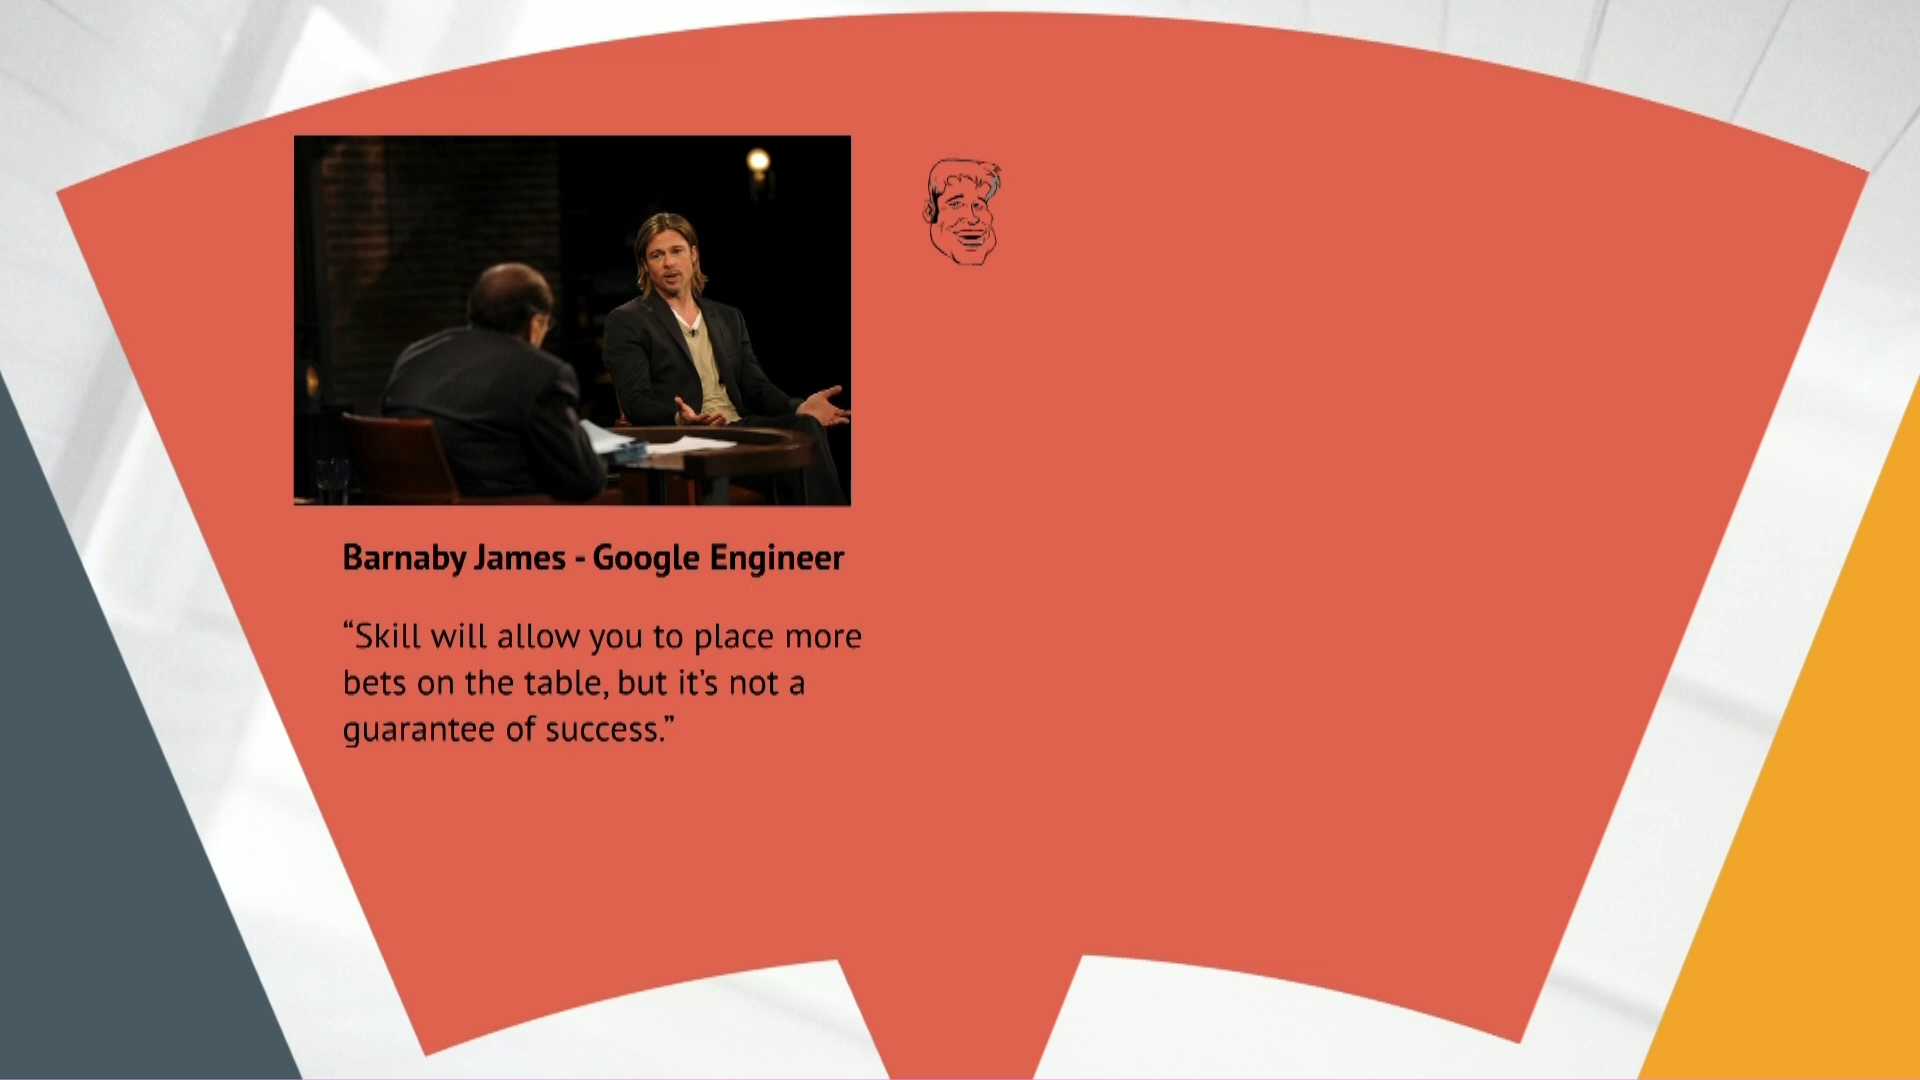 Barnaby James - Google Engineer
“Skill will allow you to place more
bets on the table, but it’s not a
guarantee of success.”